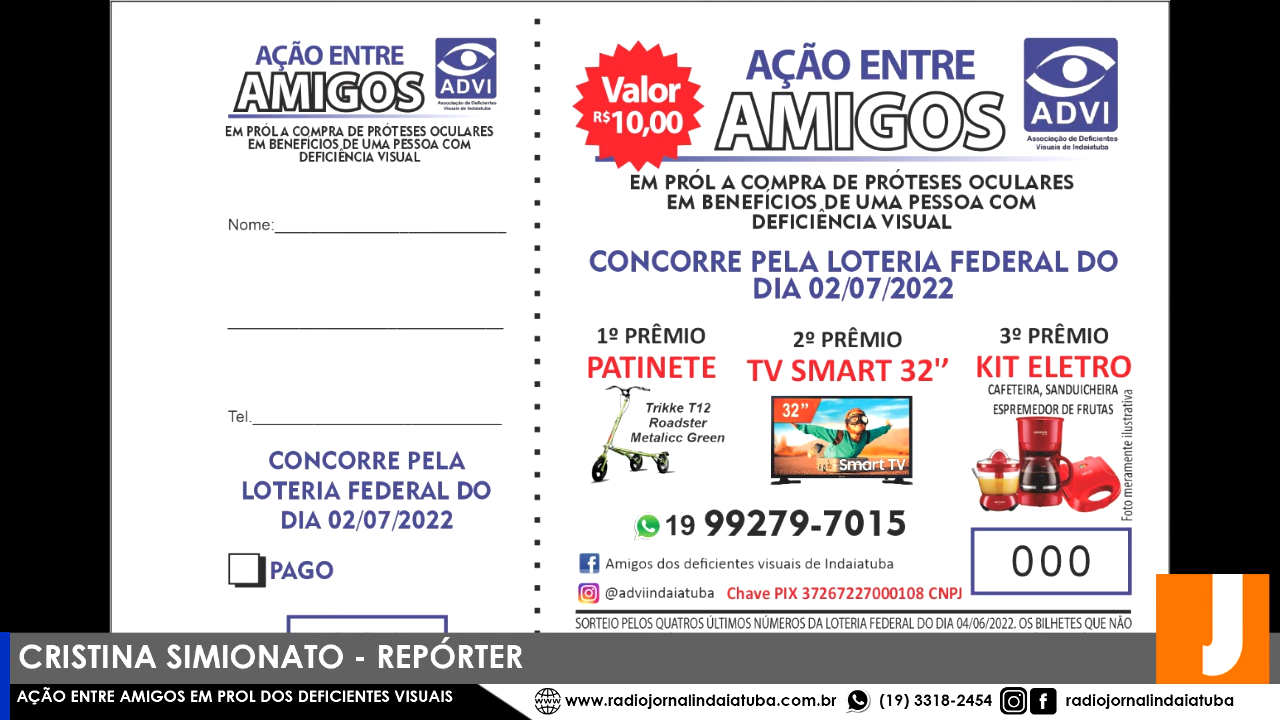 AÇÃO ENTRE
AMIGOS
ADVI
Associação de Deficientes
Visuais de Indaiatuba
EM PRÓL A COMPRA DE PRÓTESES OCULARES
EM BENEFÍCIOS DE UMA PESSOA COM
DEFICIÊNCIA VISUAL
Nome:
Tel.
CONCORRE PELA
LOTERIA FEDERAL DO
DIA 02/07/2022
PAGO
Valor
R$10,00
AÇÃO ENTRE
AMIGOS
ADVI
Associação de Deficientes
Visuais de Indaiatuba
EM PRÓL A COMPRA DE PRÓTESES OCULARES
EM BENEFÍCIOS DE UMA PESSOA COM
DEFICIÊNCIA VISUAL
CONCORRE PELA LOTERIA FEDERAL DO
DIA 02/07/2022
1º PRÊMIO
PATINETE
Trikke T12
Roadster
Metalicc Green
2º PRÊMIO
TV SMART 32''
32"
Smart TV
3º PRÊMIO
KIT ELETRO
CAFETEIRA, SANDUICHEIRA
ESPREMEDOR DE FRUTAS
Foto meramente ilustrativa
19 99279-7015
Amigos dos deficientes visuais de Indaiatuba
@adviindaiatuba Chave PIX 37267227000108 CNPJ
000
SORTEIO PELOS QUATROS ÚLTIMOS NÚMEROS DA LOTERIA FEDERAL DO DIA 04/06/2022. OS BILHETES QUE NÃO
J
CRISTINA SIMIONATO - REPÓRTER
AÇÃO ENTRE AMIGOS EM PROL DOS DEFICIENTES VISUAIS
www.radiojornalindaiatuba.com.br (19) 3318-2454 radiojornalindaiatuba